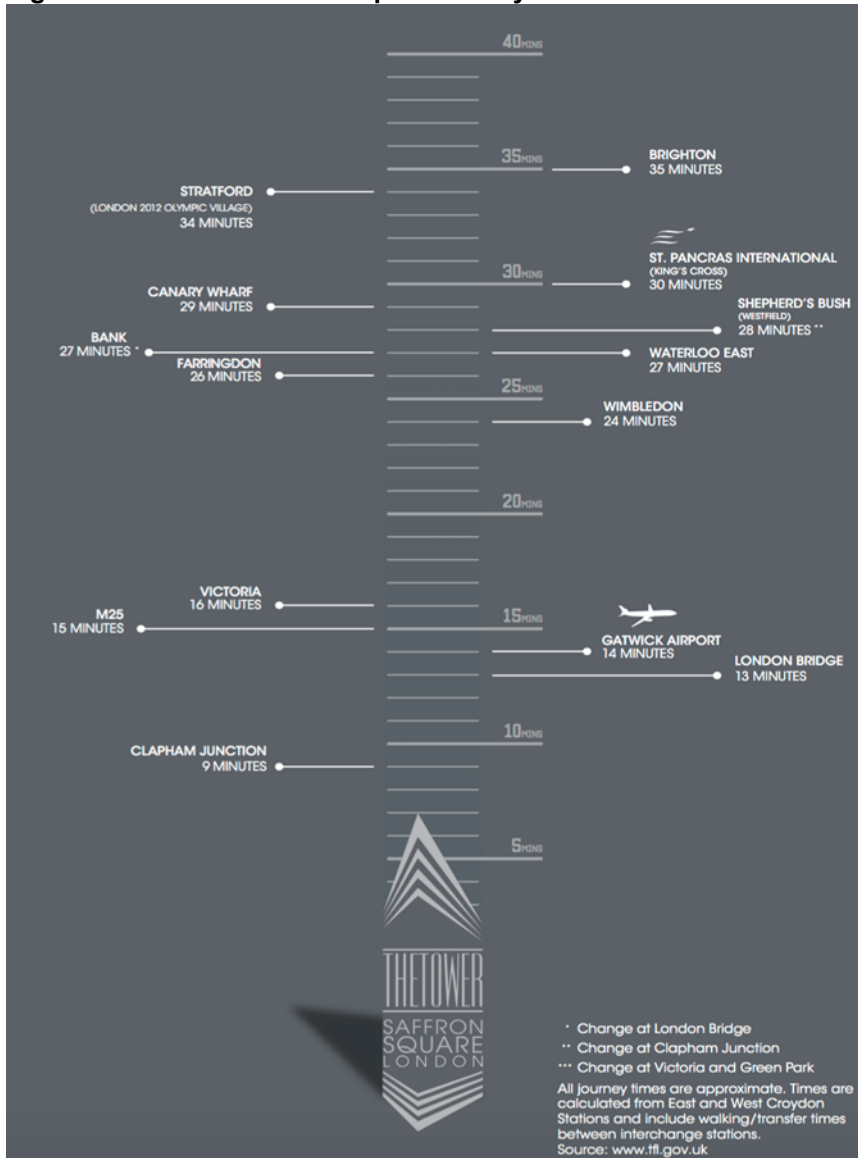 40MINS
35MINS
BRIGHTON
35 MINUTES
STRATFORD
(LONDON 2012 OLYMPIC VILLAGE)
34 MINUTES
ST. PANCRAS INTERNATIONAL
(KING'S CROSS)
30 MINUTES
30MINS
CANARY WHARF
29 MINUTES
SHEPHERD'S BUSH
(WESTFIELD)
28 MINUTES **
BANK
27 MINUTES *
WATERLOO EAST
27 MINUTES
FARRINGDON
26 MINUTES
25MINS
WIMBLEDON
24 MINUTES
20MINS
VICTORIA
16 MINUTES
M25
15 MINUTES
15MINS
GATWICK AIRPORT
14 MINUTES
LONDON BRIDGE
13 MINUTES
10MINS
CLAPHAM JUNCTION
9 MINUTES
5MINS
THETOWER
SAFFRON
SQUARE
LONDON
* Change at London Bridge
** Change at Clapham Junction
*** Change at Victoria and Green Park
All journey times are approximate. Times are
calculated from East and West Croydon
Stations and include walking/transfer times
between interchange stations.
Source: www.tfl.gov.uk